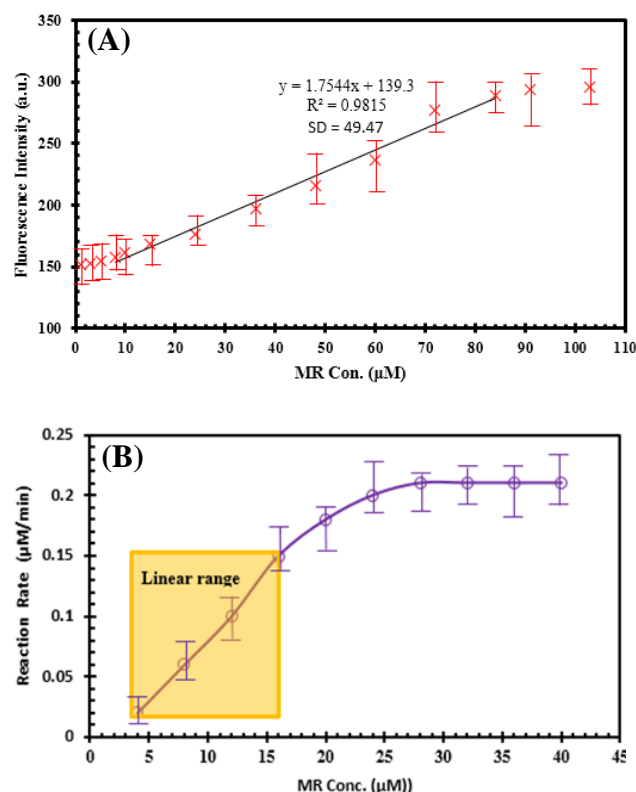 (A)
Fluorescence Intensity (a.u.)
350
300
250
200
150
100
y = 1.7544x + 139.3
R² = 0.9815
SD = 49.47
0 10 20 30 40 50 60 70 80 90 100 110
MR Con. (µM)
(B)
Reaction Rate (µM/min)
0.25
0.2
0.15
0.1
0.05
0
Linear range
0 5 10 15 20 25 30 35 40 45
MR Conc. (µM))